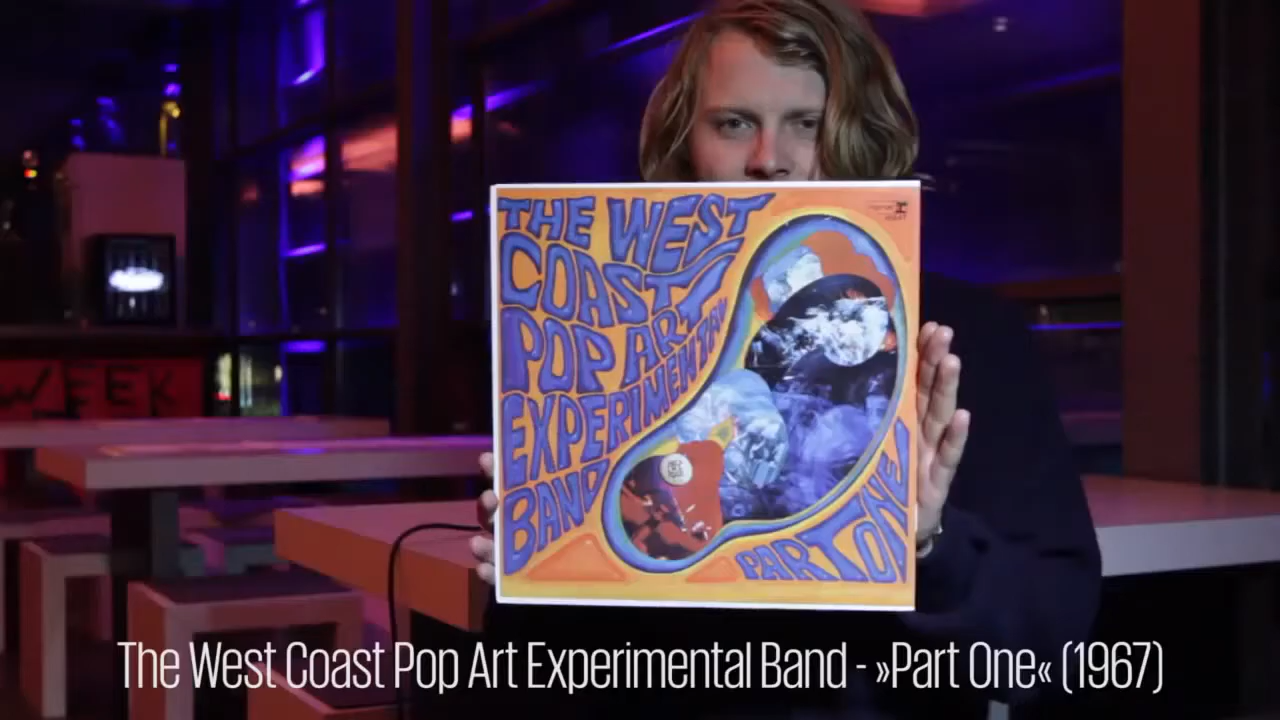 THE WEST
COAST
POP ART
EXPERIMENTAL
BAND
PART ONE
WEEK
The West Coast Pop Art Experimental Band - »Part One« (1967)